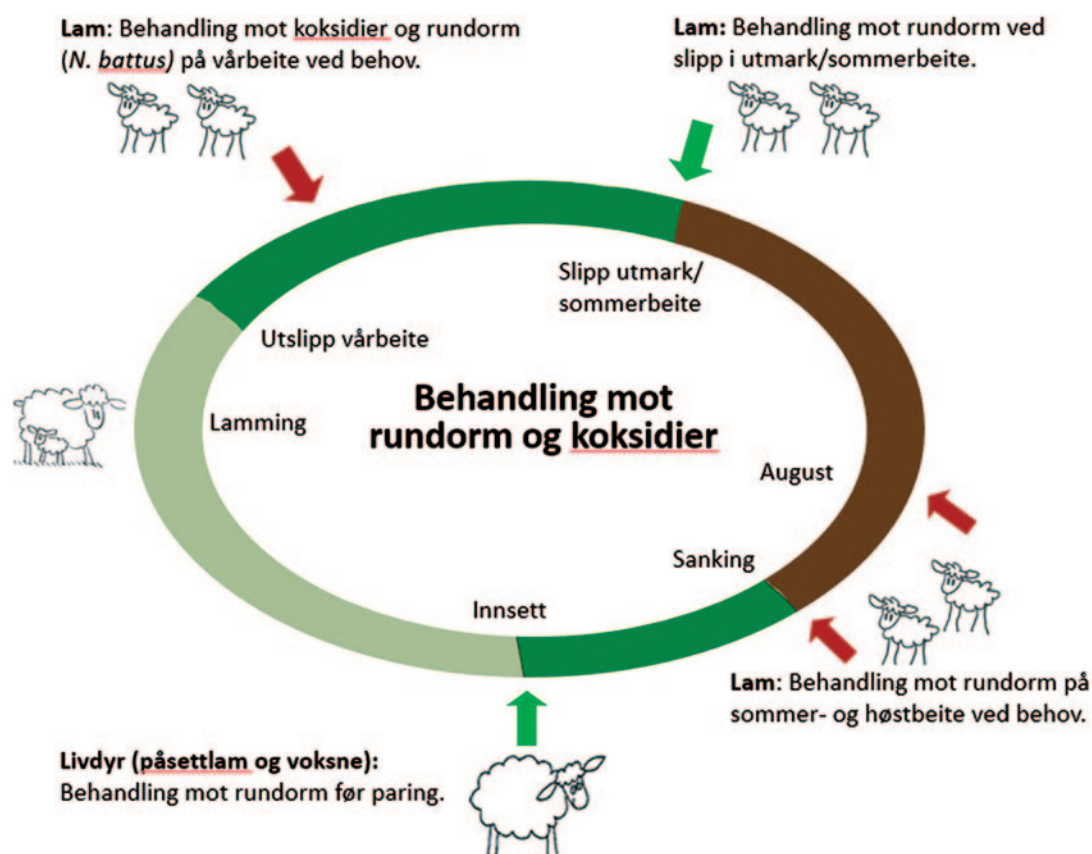 Lam: Behandling mot koksidier og rundorm
(N. battus) på vårbeite ved behov.
Lam: Behandling mot rundorm ved
slipp i utmark/sommerbeite.
Slipp utmark/
sommerbeite
Utslipp vårbeite
Behandling mot
rundorm og koksidier
Lamming
August
Sanking
Innsett
Lam: Behandling mot rundorm på
sommer- og høstbeite ved behov.
Livdyr (påsettlam og voksne):
Behandling mot rundorm før paring.